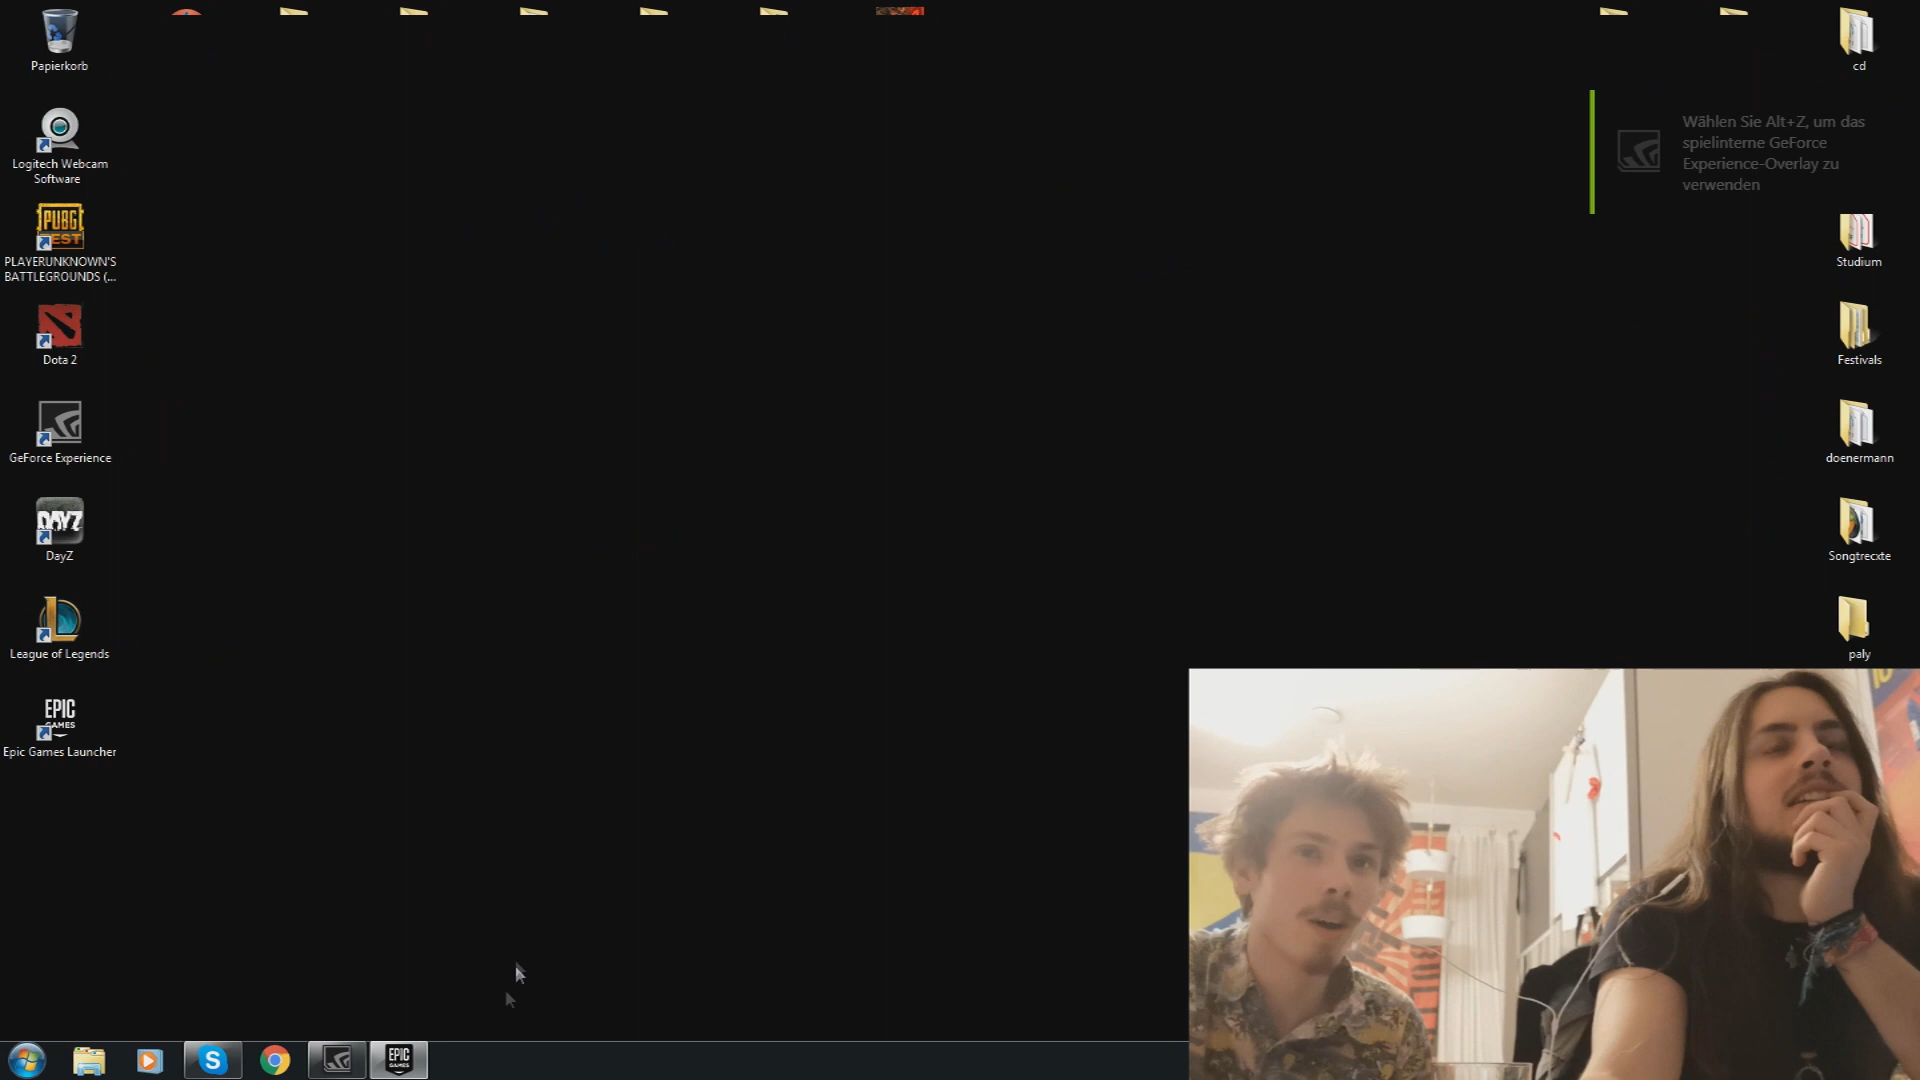 Papierkorb
Logitech Webcam
Software
PUBG
TEST
PLAYERUNKNOWN'S
BATTLEGROUNDS (...
Dota 2
GeForce Experience
DAYZ
DayZ
League of Legends
EPIC
GAMES
Epic Games Launcher
cd
Wählen Sie Alt+Z, um das
spielinterne GeForce
Experience-Overlay zu
verwenden
Studium
Festivals
doenermann
Songtrecxte
paly
S
EPIC
GAMES